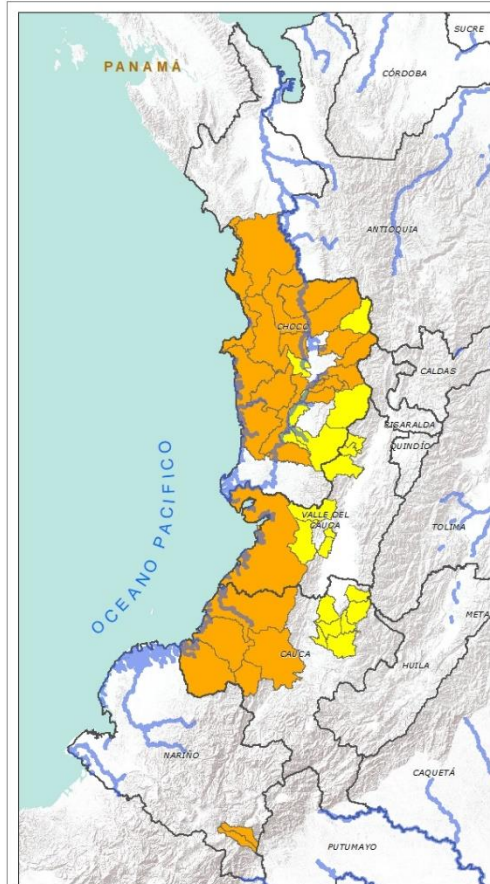 SUCRE
PANAMÁ
CÓRDOBA
ANTIOQUIA
CHOCÓ
CALDAS
RISARALDA
QUINDÍO
OCEANO PACIFICO
VALLE DEL
CAUCA
TOLIMA
META
CAUCA
HUILA
NARIÑO
CAQUETÁ
PUTUMAYO